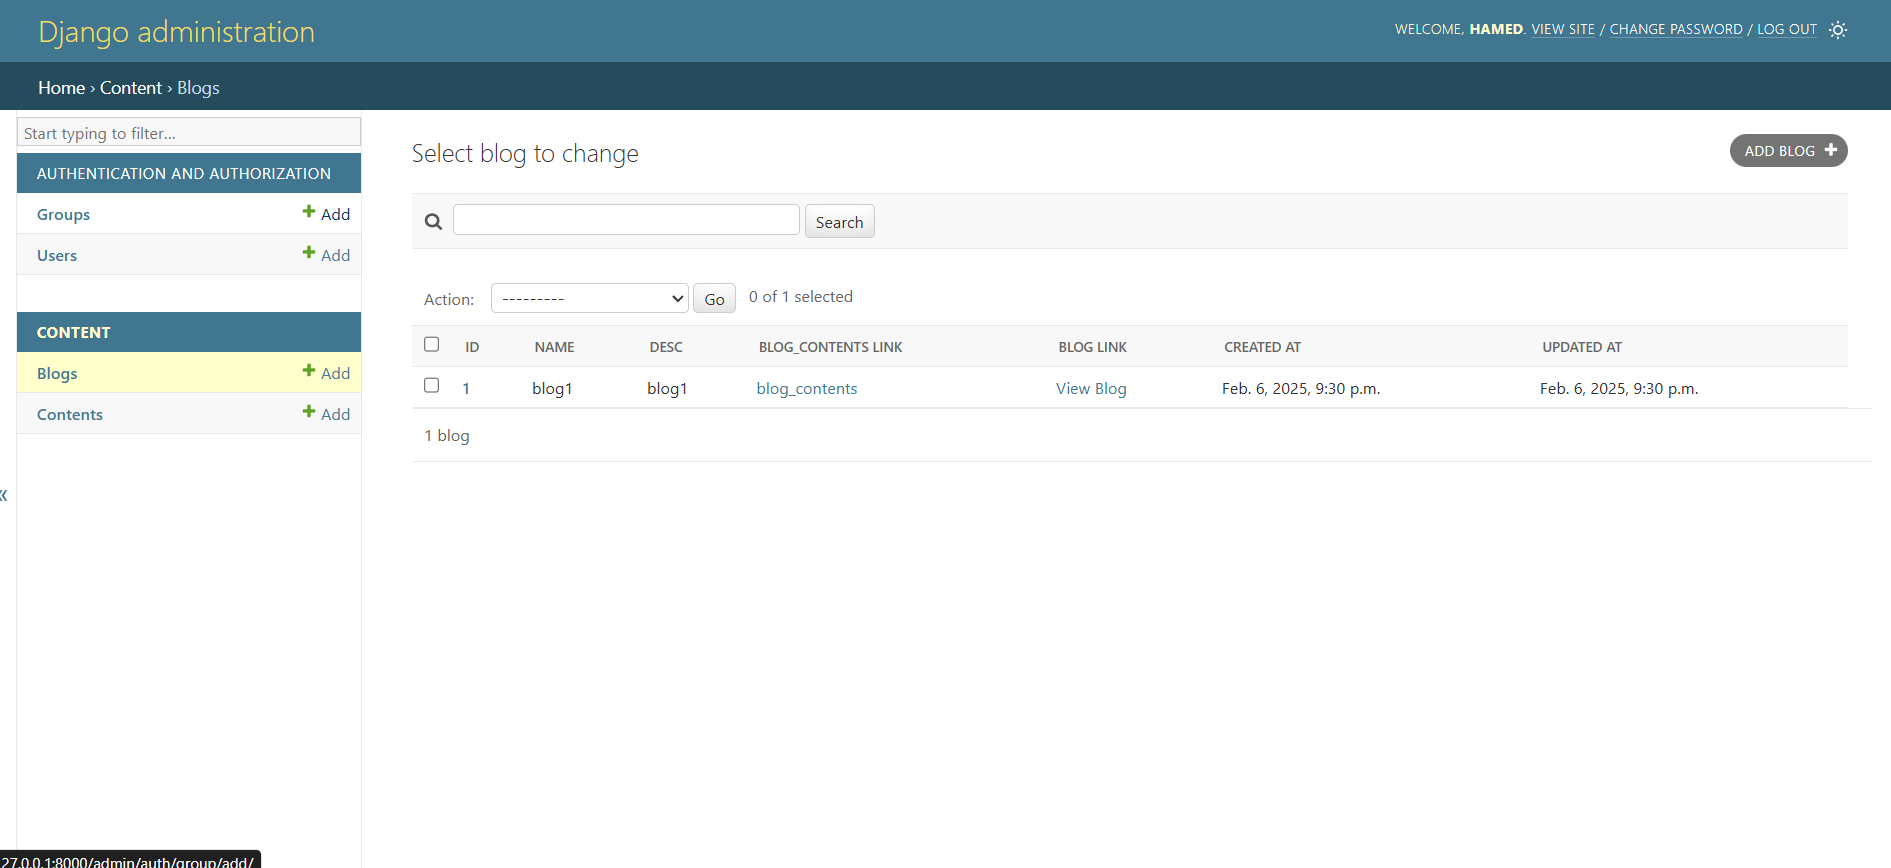 Django administration
WELCOME, HAMED. VIEW SITE / CHANGE PASSWORD / LOG OUT
Home › Content › Blogs
Start typing to filter...
AUTHENTICATION AND AUTHORIZATION
Groups + Add
Users + Add
CONTENT
Blogs + Add
Contents + Add
«
Select blog to change
ADD BLOG +
Search
Action: --------- Go 0 of 1 selected
ID NAME DESC BLOG_CONTENTS LINK BLOG LINK CREATED AT UPDATED AT
1 blog1 blog1 blog_contents View Blog Feb. 6, 2025, 9:30 p.m. Feb. 6, 2025, 9:30 p.m.
1 blog
27.0.0.1:8000/admin/auth/group/add/